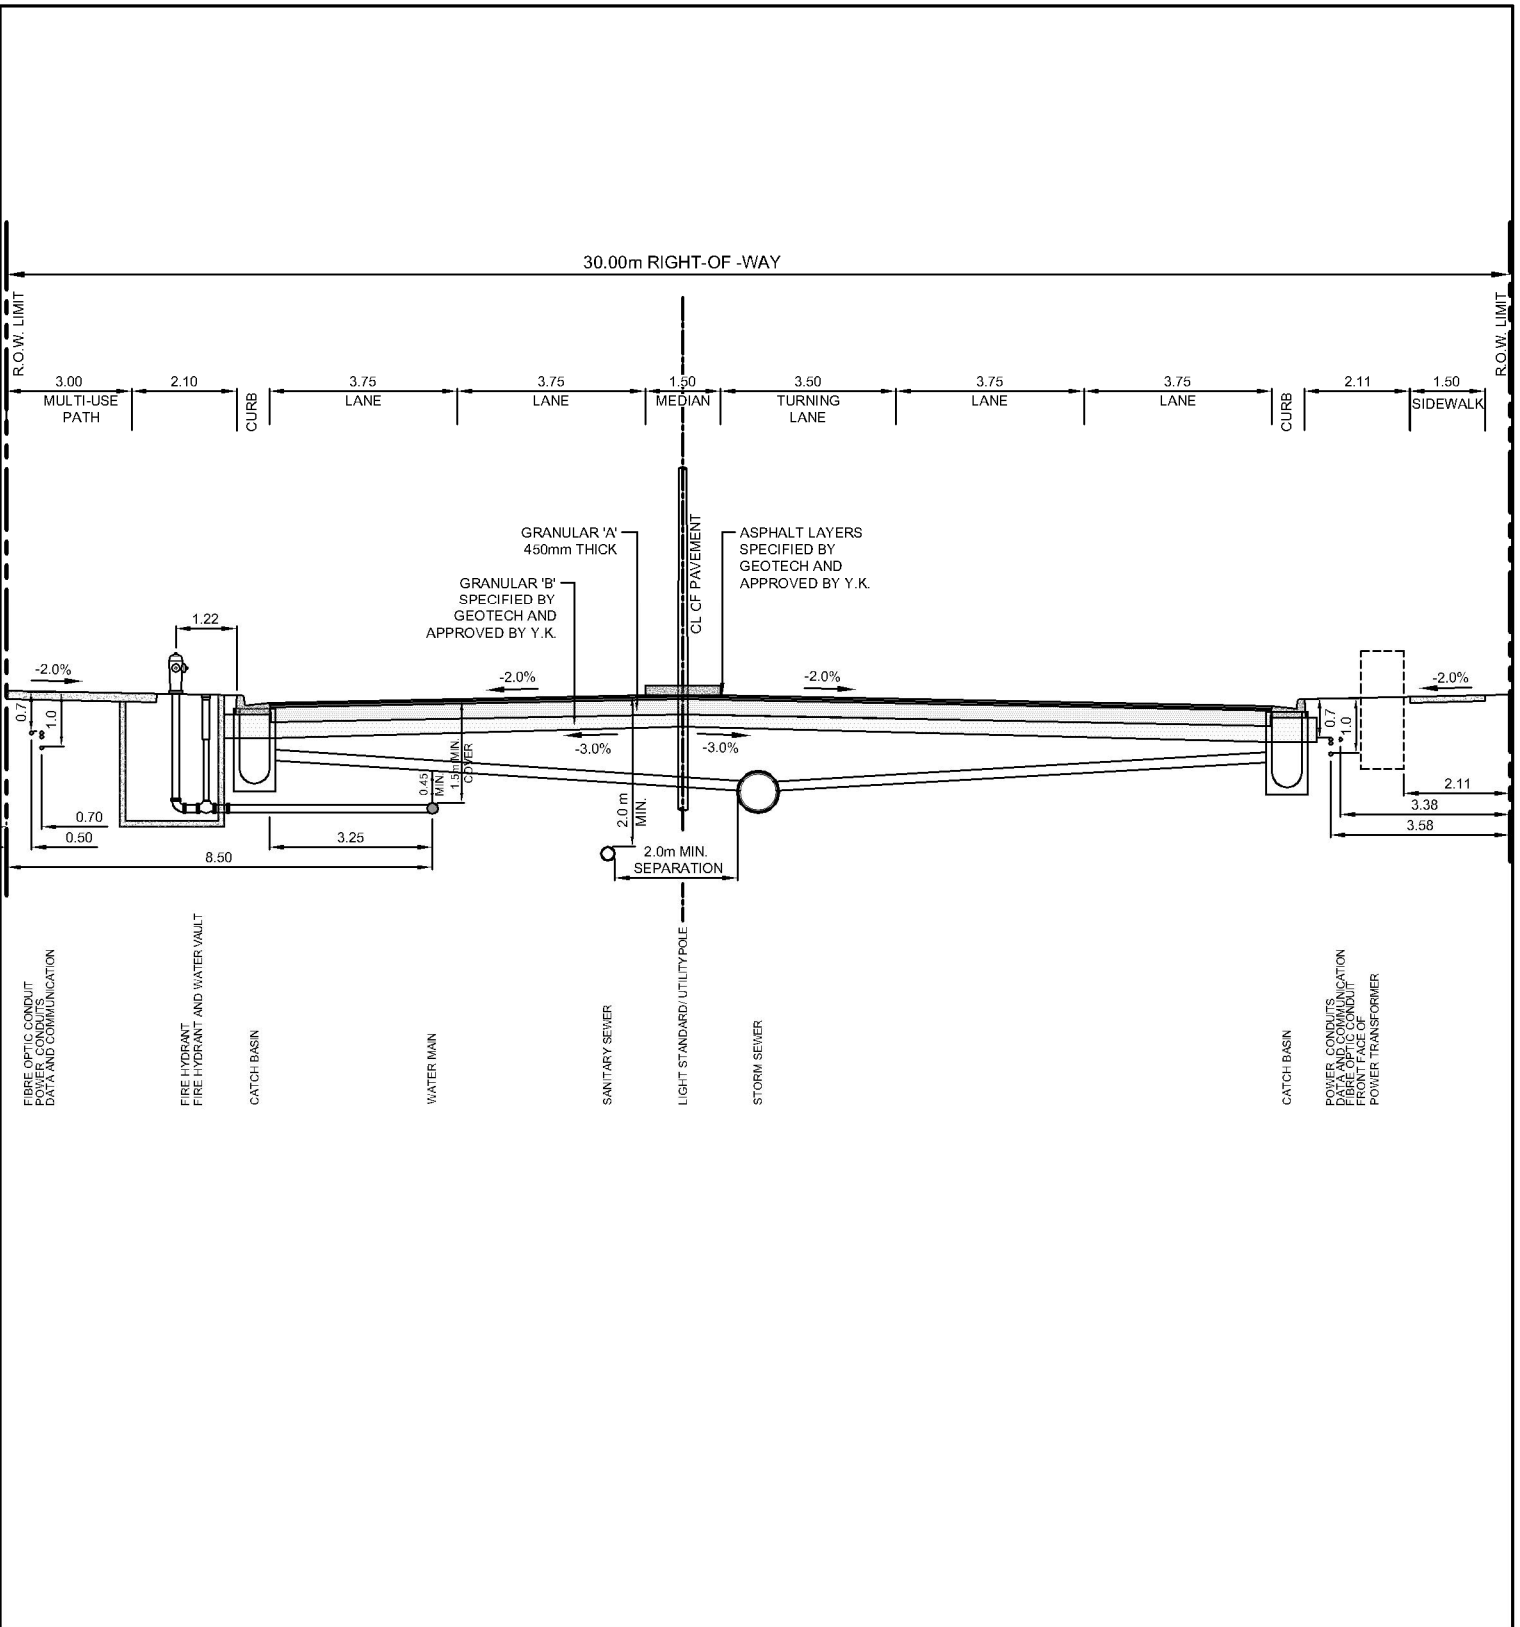 30.00m RIGHT-OF -WAY
R.O.W. LIMIT
R.O.W. LIMIT
3.00
MULTI-USE
PATH
2.10
CURB
3.75
LANE
3.75
LANE
1.50
MEDIAN
3.50
TURNING
LANE
3.75
LANE
3.75
LANE
CURB
2.11
1.50
SIDEWALK
GRANULAR 'A'
450mm THICK
GRANULAR 'B'
SPECIFIED BY
GEOTECH AND
APPROVED BY Y.K.
CL CF PAVEMENT
ASPHALT LAYERS
SPECIFIED BY
GEOTECH AND
APPROVED BY Y.K.
1.22
-2.0%
-2.0%
-2.0%
-2.0%
0.7
1.0
-3.0%
-3.0%
0.45
MIN.
1.5m MIN.
COVER
2.0 m
MIN.
0.7
1.0
2.11
3.38
3.58
0.70
0.50
3.25
8.50
2.0m MIN.
SEPARATION
FIBRE OPTIC CONDUIT
POWER CONDUITS
DATA AND COMMUNICATION
FIRE HYDRANT
FIRE HYDRANT AND WATER VAULT
CATCH BASIN
WATER MAIN
SANITARY SEWER
LIGHT STANDARD/ UTILITY POLE
STORM SEWER
CATCH BASIN
POWER CONDUITS
DATA AND COMMUNICATION
FIBRE OPTIC CONDUIT
FRONT FACE OF
POWER TRANSFORMER